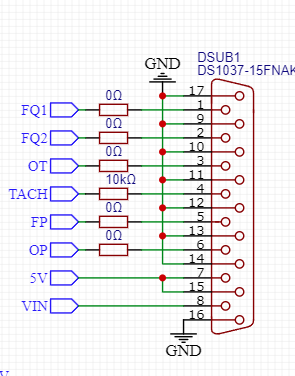 GND
DSUB1
DS1037-15FNAK
17
FQ1 0Ω 1
9
FQ2 0Ω 2
10
OT 0Ω 3
11
TACH 10kΩ 4
12
FP 0Ω 5
13
OP 0Ω 6
14
5V 7
15
VIN 8
16
GND